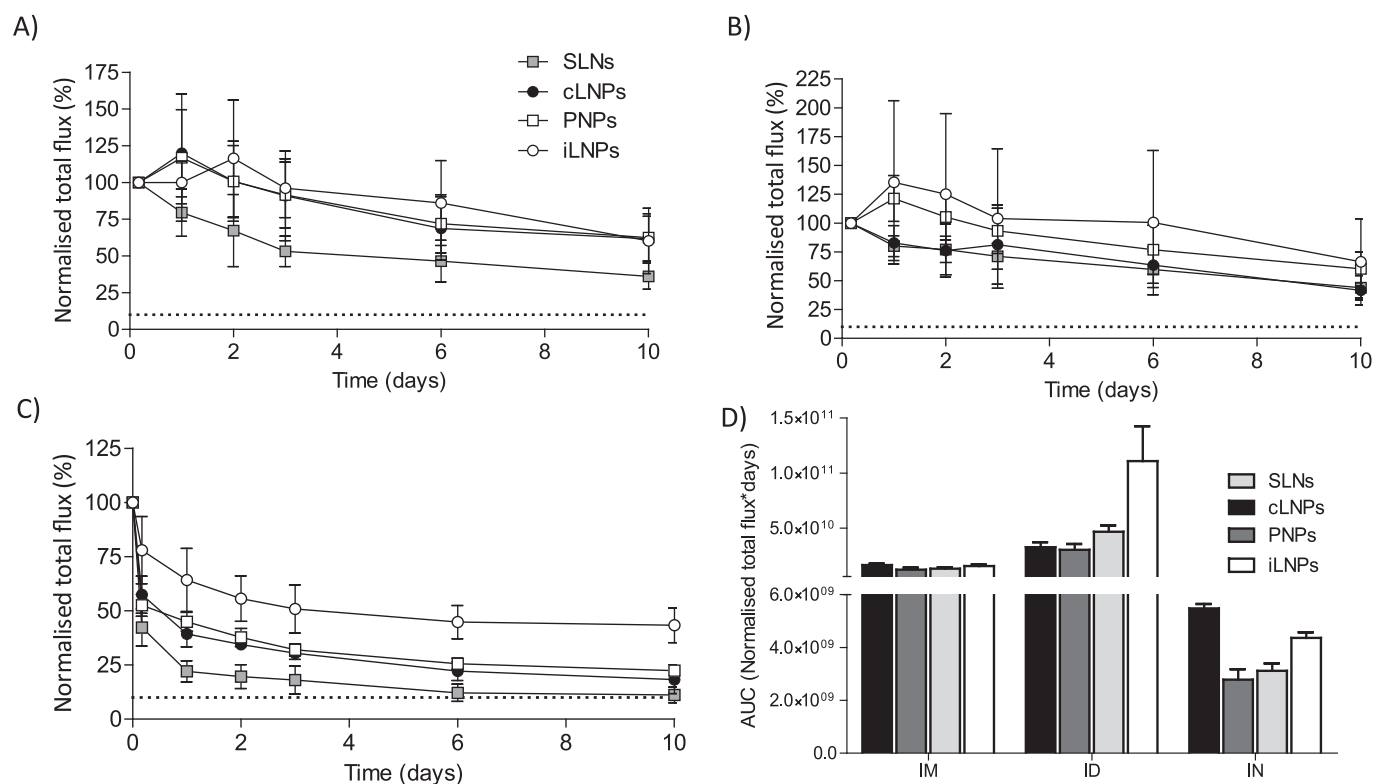 A)
Normalised total flux (%)
175
150
125
100
75
50
25
0
0 2 4 6 8 10
Time (days)
SLNs
cLNPs
PNPs
iLNPs
B)
Normalised total flux (%)
225
200
175
150
125
100
75
50
25
0
0 2 4 6 8 10
Time (days)
C)
Normalised total flux (%)
125
100
75
50
25
0
0 2 4 6 8 10
Time (days)
D)
AUC (Normalised total flux*days)
1.5×10¹¹
1.0×10¹¹
5.0×10¹⁰
6.0×10⁰⁹
4.0×10⁰⁹
2.0×10⁰⁹
0.0
IM ID IN
SLNs
cLNPs
PNPs
iLNPs